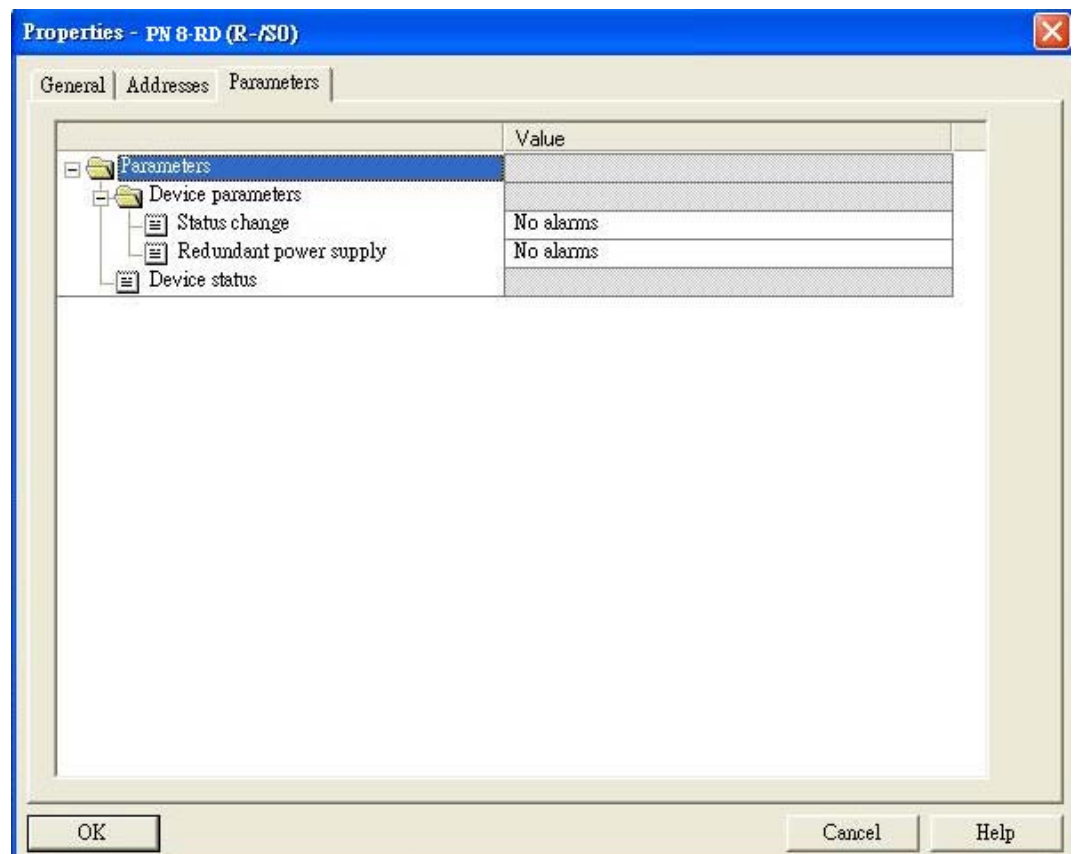 Properties - PN 8-RD (R-/S0)
General Addresses Parameters
Value
Parameters
Device parameters
Status change No alarms
Redundant power supply No alarms
Device status
OK Cancel Help